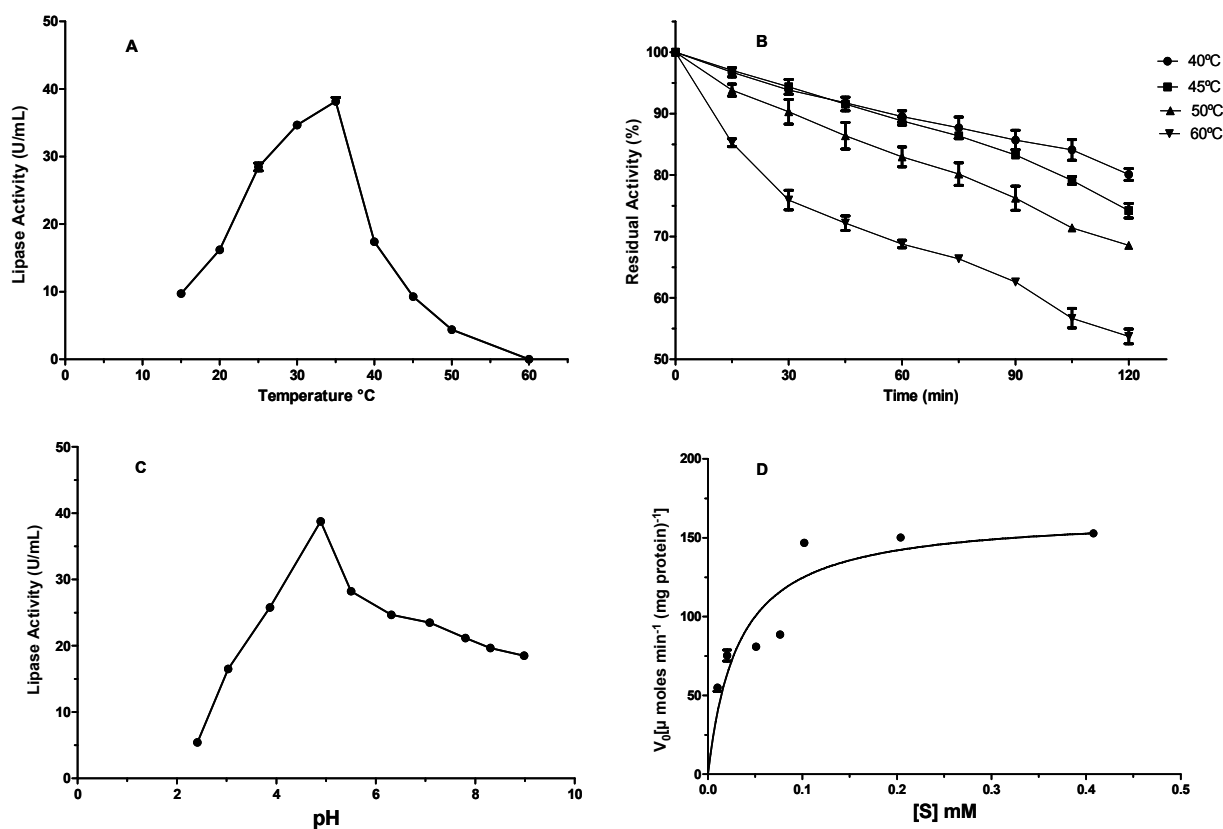 A
50
40
30
20
10
0
Lipase Activity (U/mL)
0 10 20 30 40 50 60
Temperature °C
B
100
90
80
70
60
50
Residual Activity (%)
0 30 60 90 120
Time (min)
40ºC
45ºC
50ºC
60ºC
C
50
40
30
20
10
0
Lipase Activity (U/mL)
0 2 4 6 8 10
pH
D
200
150
100
50
0
V₀[µ moles min⁻¹ (mg protein)⁻¹]
0.0 0.1 0.2 0.3 0.4 0.5
[S] mM